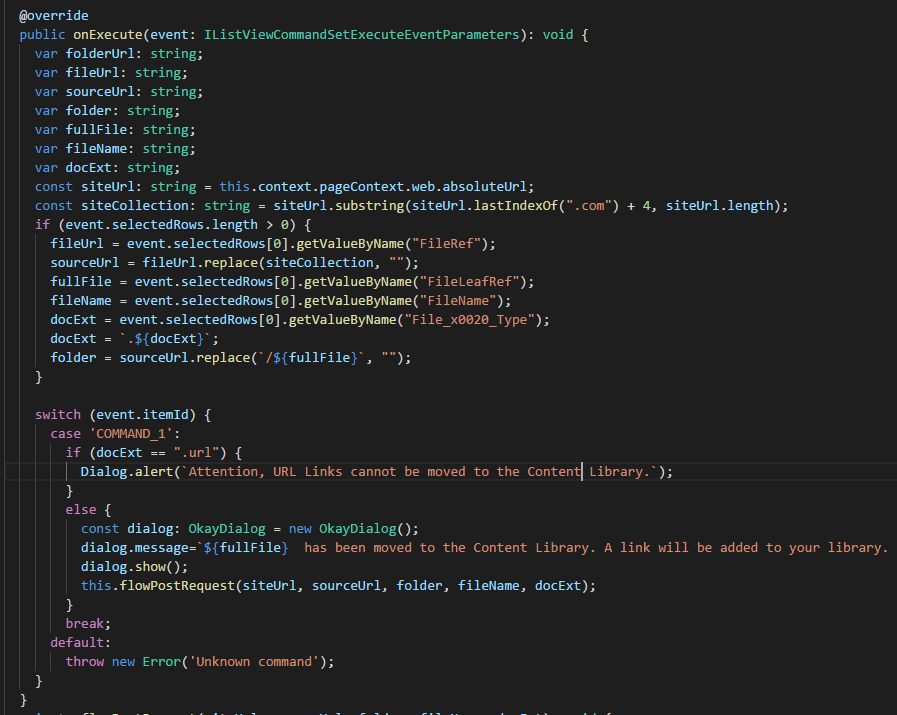 @override
public onExecute(event: IListViewCommandSetExecuteEventParameters): void {
var folderUrl: string;
var fileUrl: string;
var sourceUrl: string;
var folder: string;
var fullFile: string;
var fileName: string;
var docExt: string;
const siteUrl: string = this.context.pageContext.web.absoluteUrl;
const siteCollection: string = siteUrl.substring(siteUrl.lastIndexOf(".com") + 4, siteUrl.length);
if (event.selectedRows.length > 0) {
fileUrl = event.selectedRows[0].getValueByName("FileRef");
sourceUrl = fileUrl.replace(siteCollection, "");
fullFile = event.selectedRows[0].getValueByName("FileLeafRef");
fileName = event.selectedRows[0].getValueByName("FileName");
docExt = event.selectedRows[0].getValueByName("File_x0020_Type");
docExt = `.${docExt}`;
folder = sourceUrl.replace(`/${fullFile}`, "");
}
switch (event.itemId) {
case 'COMMAND_1':
if (docExt == ".url") {
Dialog.alert(`Attention, URL Links cannot be moved to the Content Library.`);
}
else {
const dialog: OkayDialog = new OkayDialog();
dialog.message=`${fullFile}  has been moved to the Content Library. A link will be added to your library.
dialog.show();
this.flowPostRequest(siteUrl, sourceUrl, folder, fileName, docExt);
}
break;
default:
throw new Error('Unknown command');
}
}